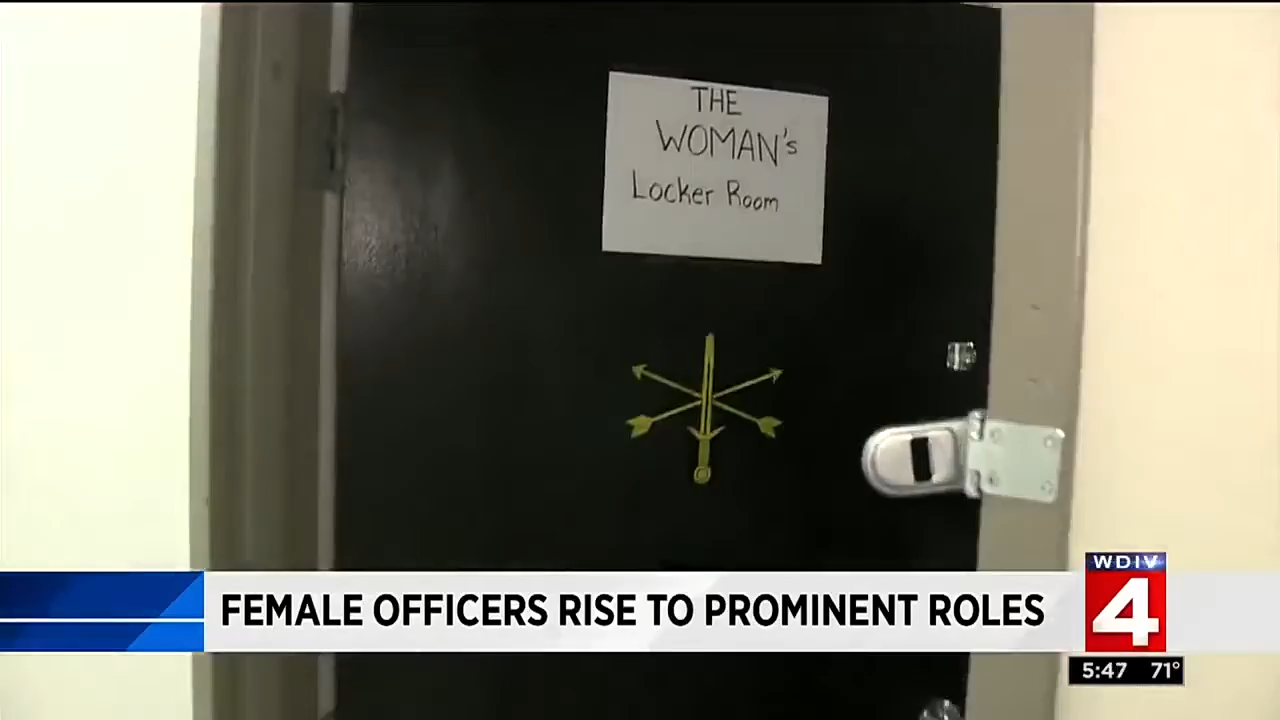 THE
WOMAN's
Locker Room
FEMALE OFFICERS RISE TO PROMINENT ROLES
WDIV
4
5:47 71°